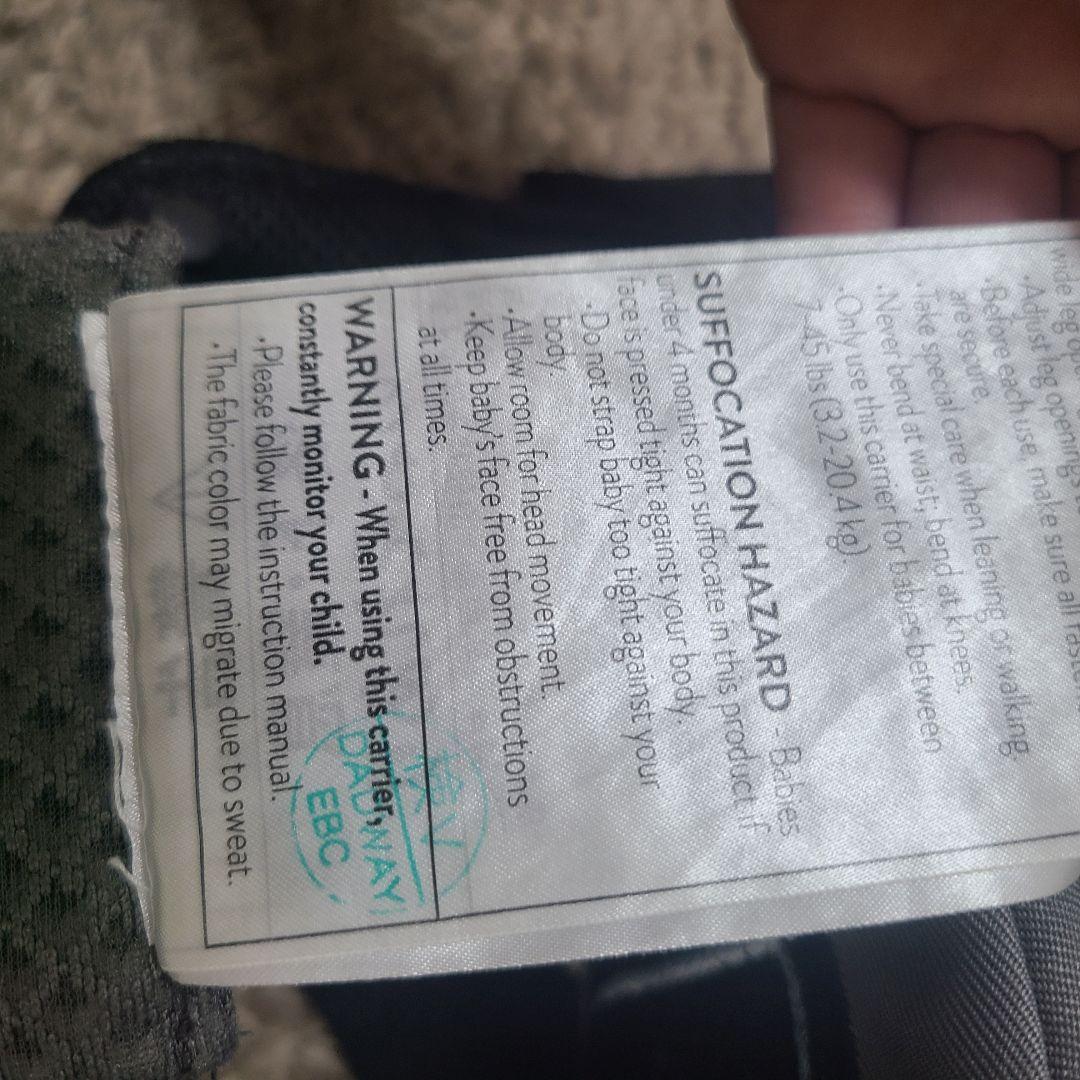 wide leg
·Adjust leg openings
·Before each use, make sure all
are secure.
·Take special care when leaning or walking.
·Never bend at waist; bend at knees.
·Only use this carrier for babies between
7-45 lbs (3.2-20.4 kg).
SUFFOCATION HAZARD - Babies
under 4 months can suffocate in this product if
face is pressed tight against your body.
·Do not strap baby too tight against your
body.
·Allow room for head movement.
·Keep baby's face free from obstructions
at all times.
WARNING - When using this carrier,
constantly monitor your child.
·Please follow the instruction manual.
·The fabric color may migrate due to sweat.
検 V
DADWAY
EBC